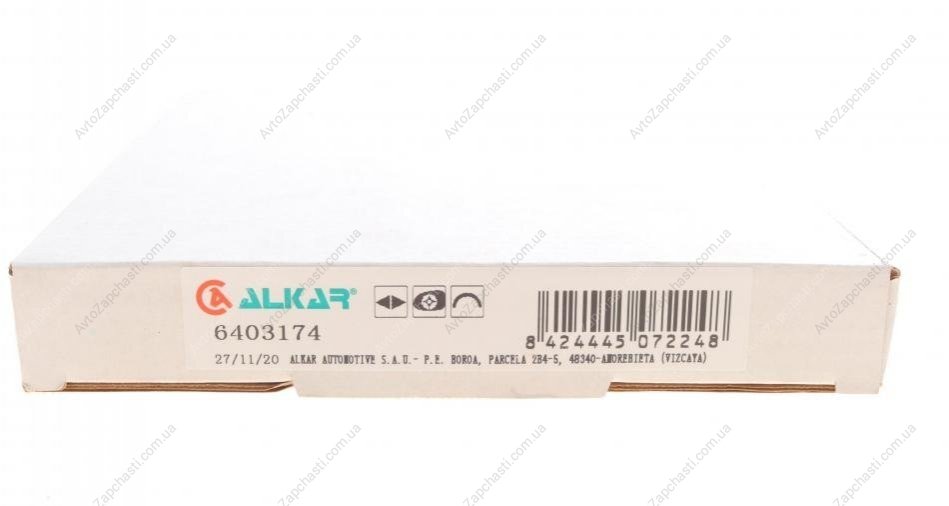 ALKAR®
6403174
8 424445 072248
27/11/20 ALKAR AUTOMOTIVE S.A.U.- P.E. BOROA, PARCELA 2B4-5, 48340-AMOREBIETA (VIZCAYA)
AvtoZapchasti.com.ua